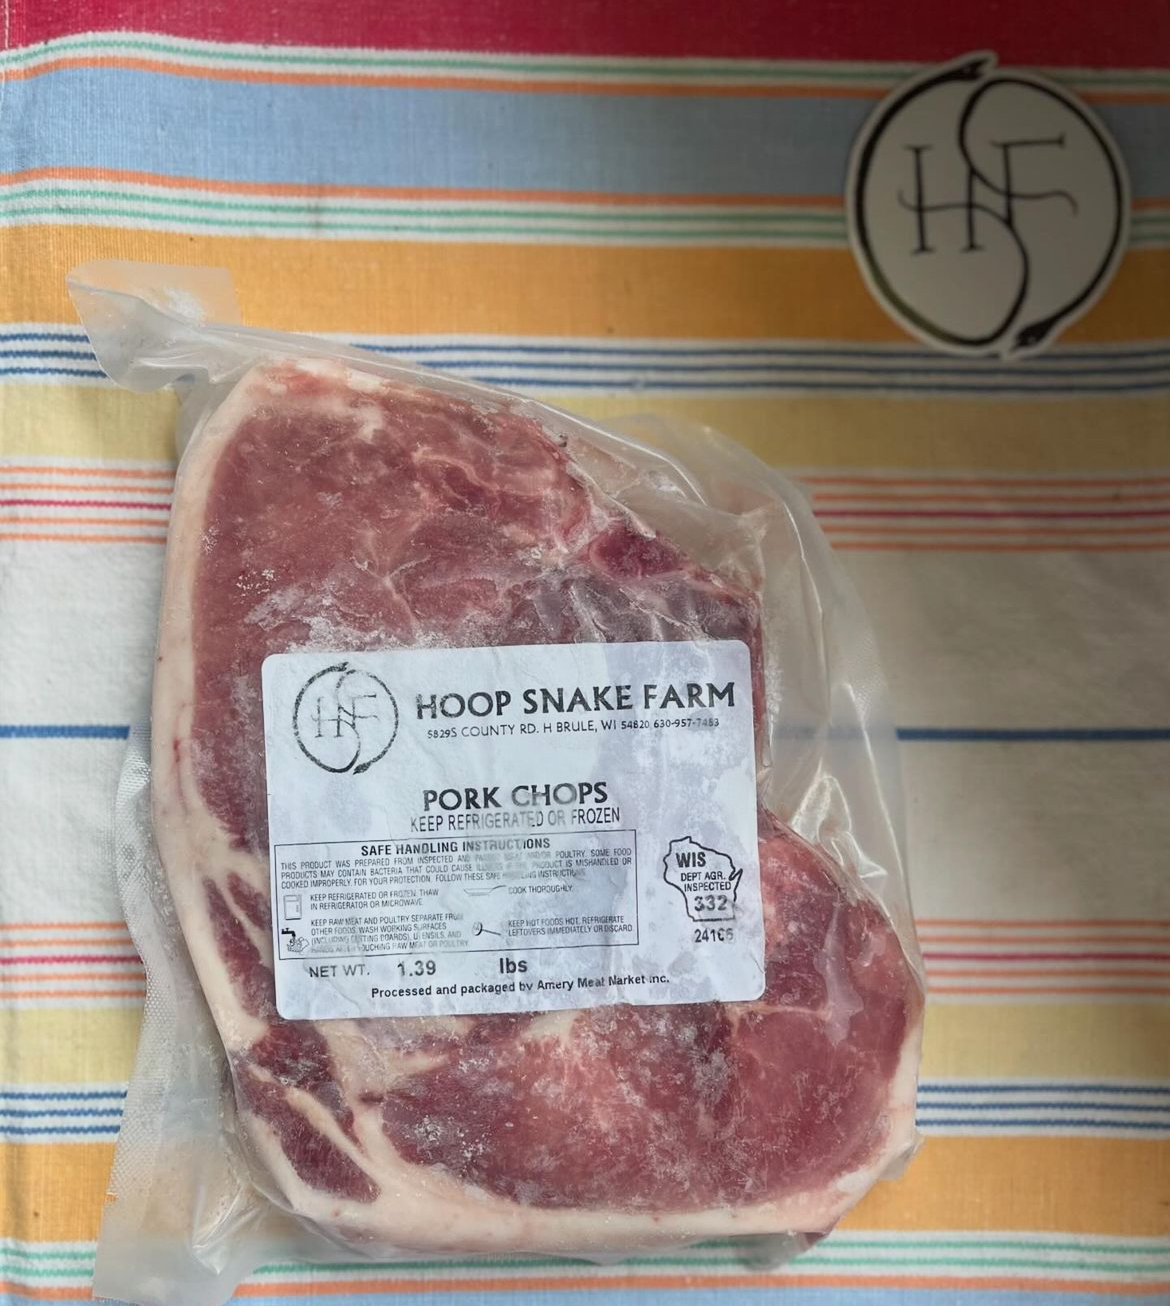 HSF
HSF
HOOP SNAKE FARM
5829S COUNTY RD. H BRULE, WI 54820 630-957-7483
PORK CHOPS
KEEP REFRIGERATED OR FROZEN
SAFE HANDLING INSTRUCTIONS
THIS PRODUCT WAS PREPARED FROM INSPECTED AND MEAT AND/OR POULTRY. SOME FOOD
PRODUCTS MAY CONTAIN BACTERIA THAT COULD CAUSE ILLNESS IF THE PRODUCT IS MISHANDLED OR
COOKED IMPROPERLY. FOR YOUR PROTECTION, FOLLOW THESE SAFE HANDLING INSTRUCTIONS
KEEP REFRIGERATED OR FROZEN. THAW
IN REFRIGERATOR OR MICROWAVE
COOK THOROUGHLY
KEEP RAW MEAT AND POULTRY SEPARATE FROM
OTHER FOODS. WASH WORKING SURFACES
(INCLUDING CUTTING BOARDS), UTENSILS, AND
HANDS AFTER TOUCHING RAW MEAT OR POULTRY.
KEEP HOT FOODS HOT. REFRIGERATE
LEFTOVERS IMMEDIATELY OR DISCARD
WIS
DEPT AGR.
INSPECTED
332
NET WT. 1.39 lbs
Processed and packaged by Amery Meat Narket Inc.